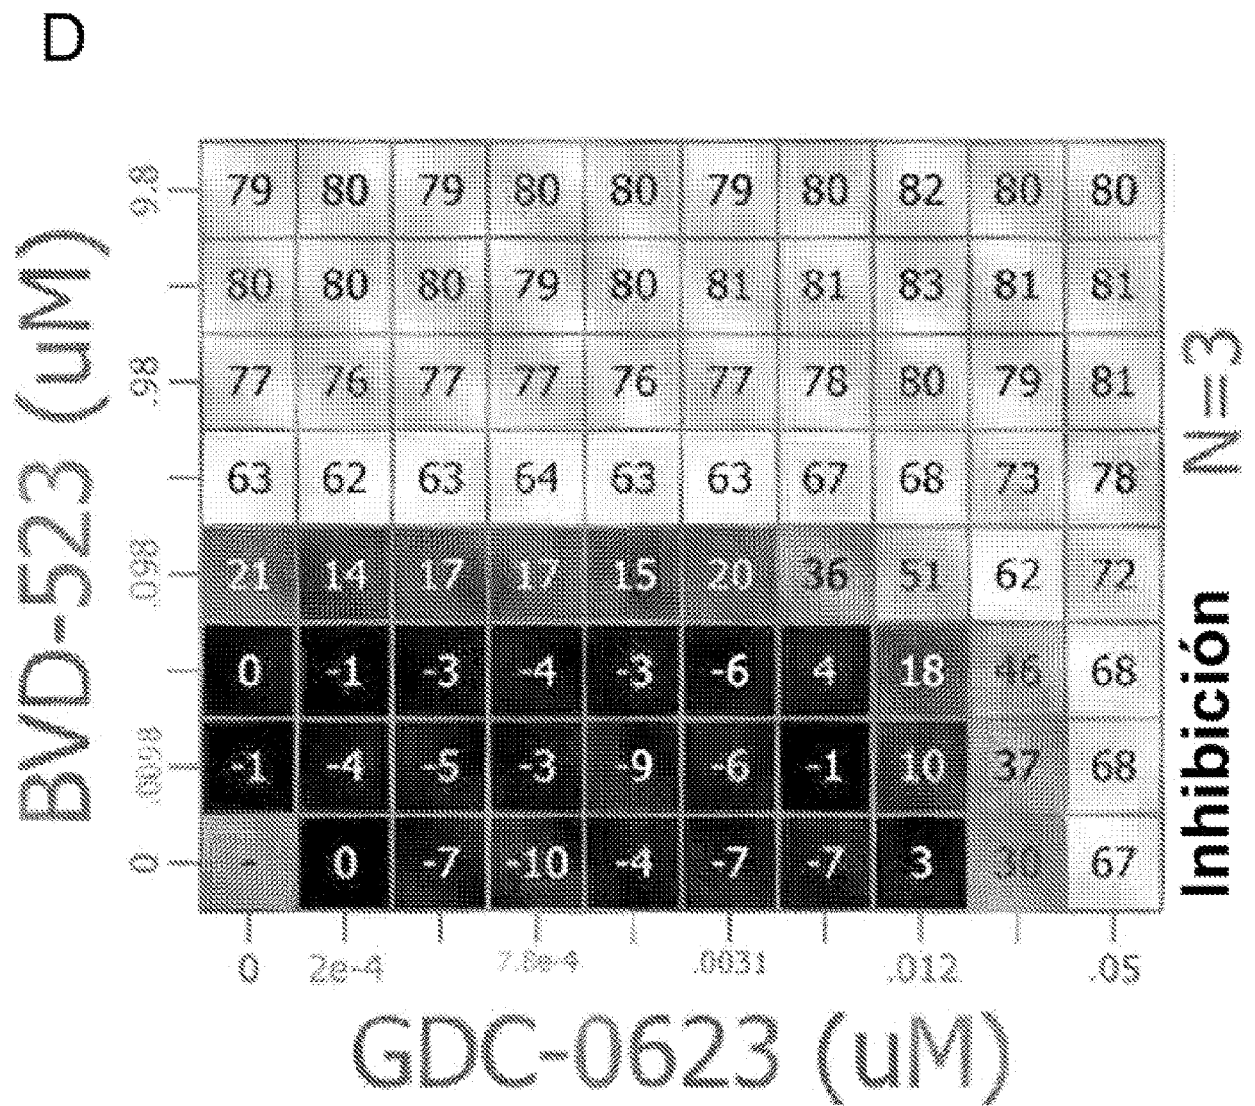 D
BVD-523 (uM)
9.8 79 80 79 80 80 79 80 82 80 80
80 80 80 79 80 81 81 83 81 81
.98 77 76 77 77 76 77 78 80 79 81
63 62 63 64 63 63 67 68 73 78
.098 21 14 17 17 15 20 36 51 62 72
0 -1 -3 -4 -3 -6 4 18 46 68
.0098 -1 -4 -5 -3 -9 -6 -1 10 37 68
0 - 0 -7 -10 -4 -7 -7 3 67
0 2e-4 7.8e-4 .0031 .012 .05
GDC-0623 (uM)
Inhibición N=3